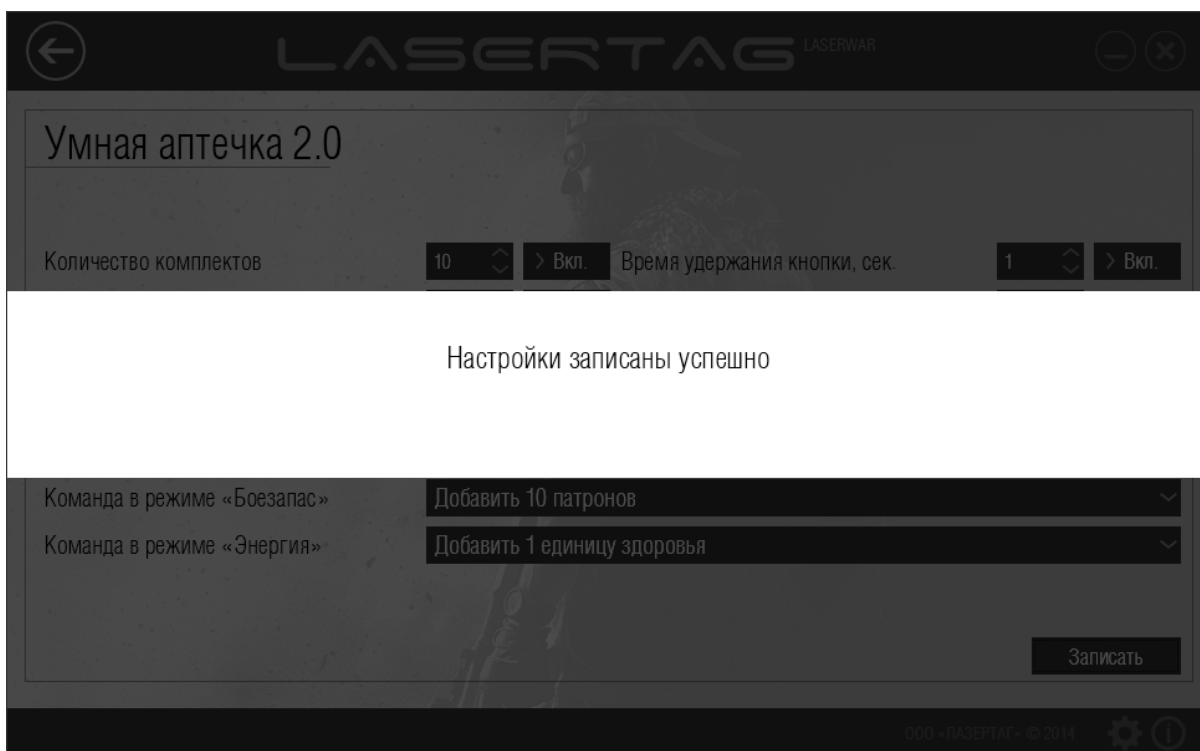 LASERTAG LASERWAR
Умная аптечка 2.0
Количество комплектов 10 > Вкл. Время удержания кнопки, сек. 1 > Вкл.
Настройки записаны успешно
Команда в режиме «Боезапас» Добавить 10 патронов
Команда в режиме «Энергия» Добавить 1 единицу здоровья
Записать
ООО «ЛАЗЕРТАГ» © 2014